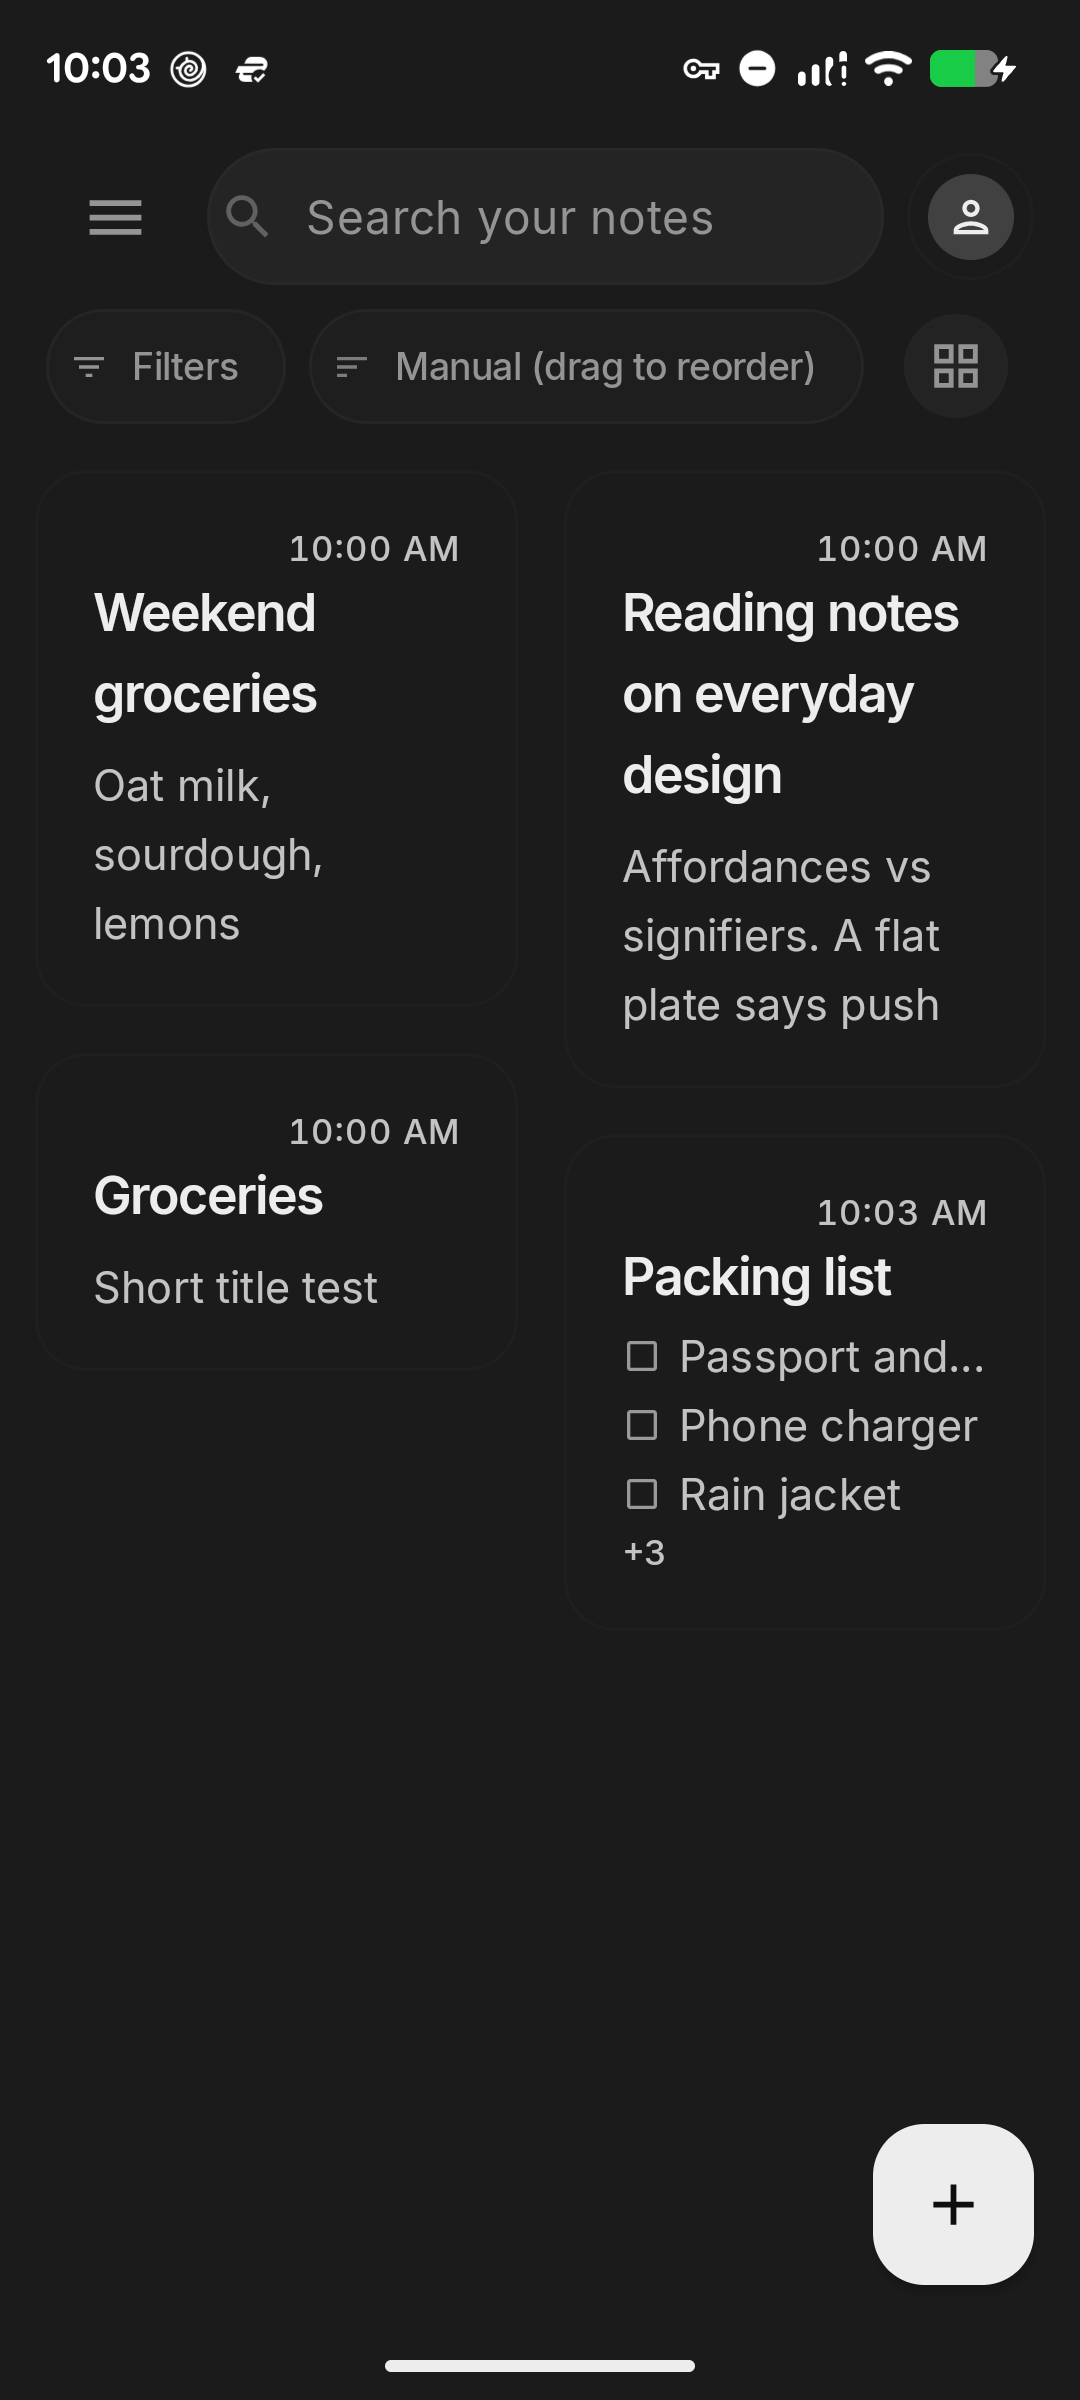 10:03
Search your notes
Filters
Manual (drag to reorder)
10:00 AM
Weekend
groceries
Oat milk,
sourdough,
lemons
10:00 AM
Reading notes
on everyday
design
Affordances vs
signifiers. A flat
plate says push
10:00 AM
Groceries
Short title test
10:03 AM
Packing list
Passport and...
Phone charger
Rain jacket
+3